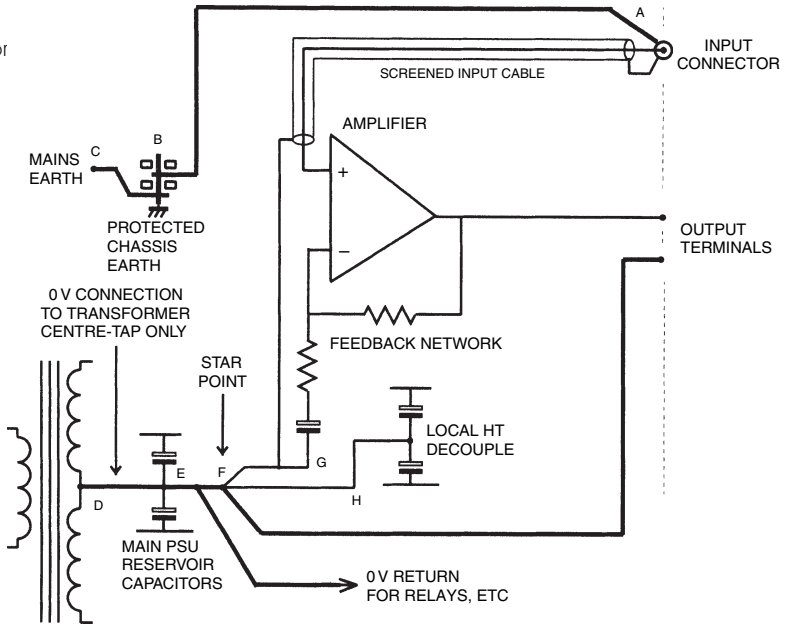 A
INPUT
CONNECTOR
SCREENED INPUT CABLE
AMPLIFIER
B
C
MAINS
EARTH
+
PROTECTED
CHASSIS
EARTH
−
OUTPUT
TERMINALS
0 V CONNECTION
TO TRANSFORMER
CENTRE-TAP ONLY
FEEDBACK NETWORK
STAR
POINT
LOCAL HT
DECOUPLE
G
E
F
D
H
MAIN PSU
RESERVOIR
CAPACITORS
0 V RETURN
FOR RELAYS, ETC